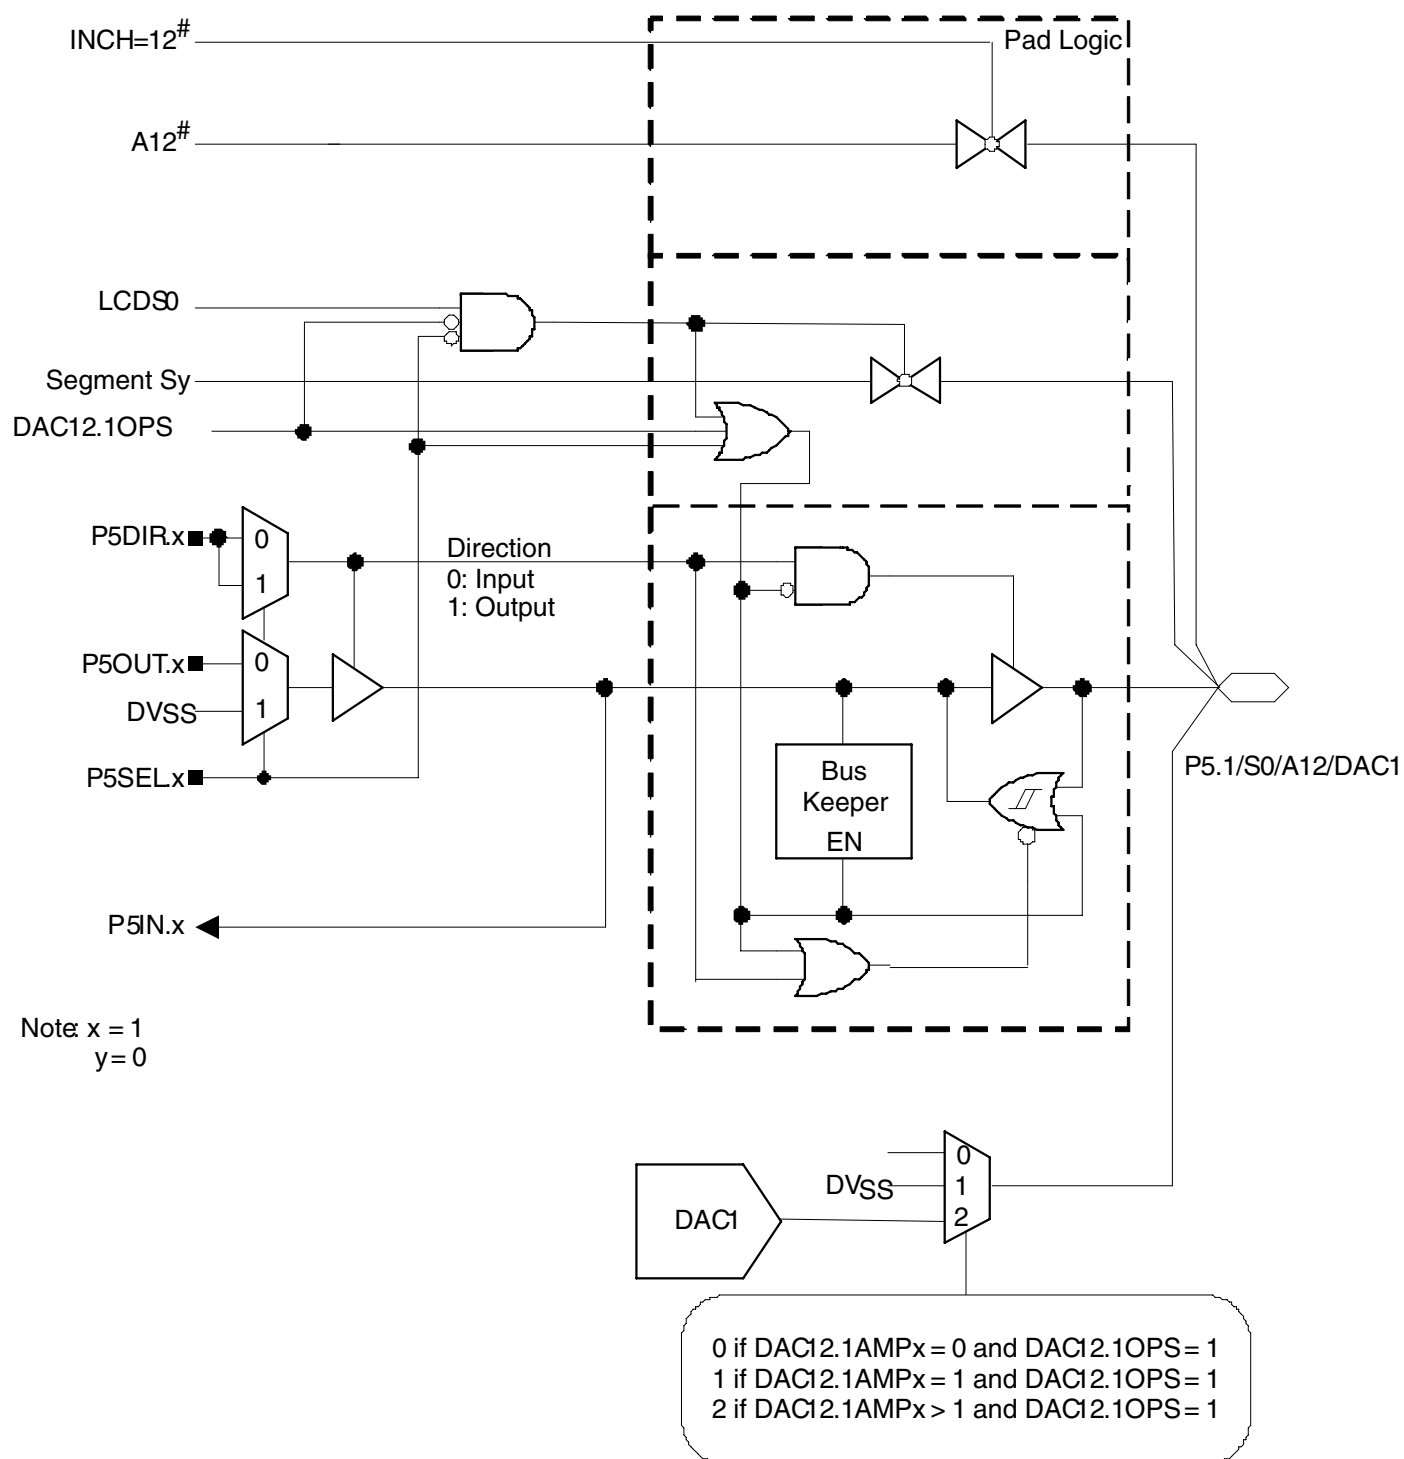 INCH=12#
Pad Logic
A12#
LCDS0
Segment Sy
DAC12.1OPS
P5DIR.x
0
1
Direction
0: Input
1: Output
P5OUT.x
0
DVSS
1
P5SEL.x
Bus
Keeper
EN
P5.1/S0/A12/DAC1
P5IN.x
Note: x = 1
y = 0
0
DVSS
1
2
DAC1
0 if DAC12.1AMPx = 0 and DAC12.1OPS = 1
1 if DAC12.1AMPx = 1 and DAC12.1OPS = 1
2 if DAC12.1AMPx > 1 and DAC12.1OPS = 1